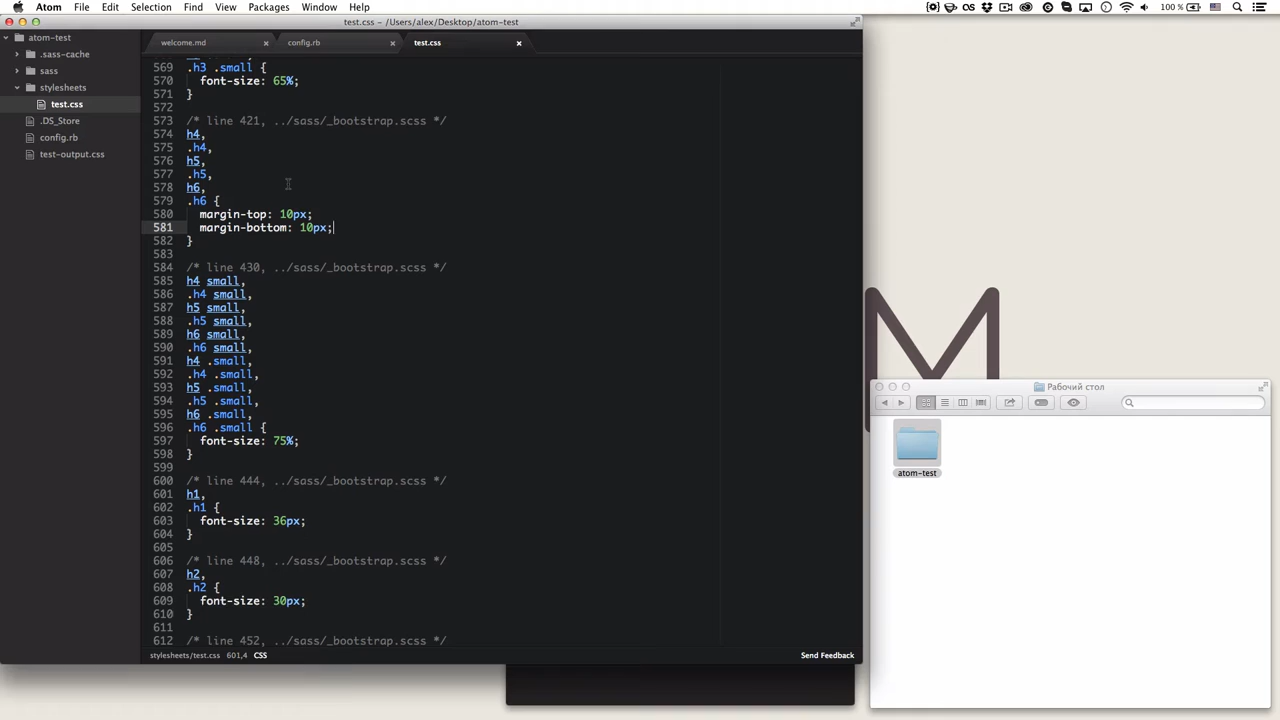 Atom File Edit Selection Find View Packages Window Help
100 %
test.css – /Users/alex/Desktop/atom-test
atom-test
.sass-cache
sass
stylesheets
test.css
.DS_Store
config.rb
test-output.css
welcome.md config.rb test.css
569 .h3 .small {
570 font-size: 65%;
571 }
572
573 /* line 421, ../sass/_bootstrap.scss */
574 h4,
575 .h4,
576 h5,
577 .h5,
578 h6,
579 .h6 {
580 margin-top: 10px;
581 margin-bottom: 10px;
582 }
583
584 /* line 430, ../sass/_bootstrap.scss */
585 h4 small,
586 .h4 small,
587 h5 small,
588 .h5 small,
589 h6 small,
590 .h6 small,
591 h4 .small,
592 .h4 .small,
593 h5 .small,
594 .h5 .small,
595 h6 .small,
596 .h6 .small {
597 font-size: 75%;
598 }
599
600 /* line 444, ../sass/_bootstrap.scss */
601 h1,
602 .h1 {
603 font-size: 36px;
604 }
605
606 /* line 448, ../sass/_bootstrap.scss */
607 h2,
608 .h2 {
609 font-size: 30px;
610 }
611
612 /* line 452, ../sass/_bootstrap.scss */
stylesheets/test.css 601,4 CSS
Send Feedback
M
Рабочий стол
atom-test